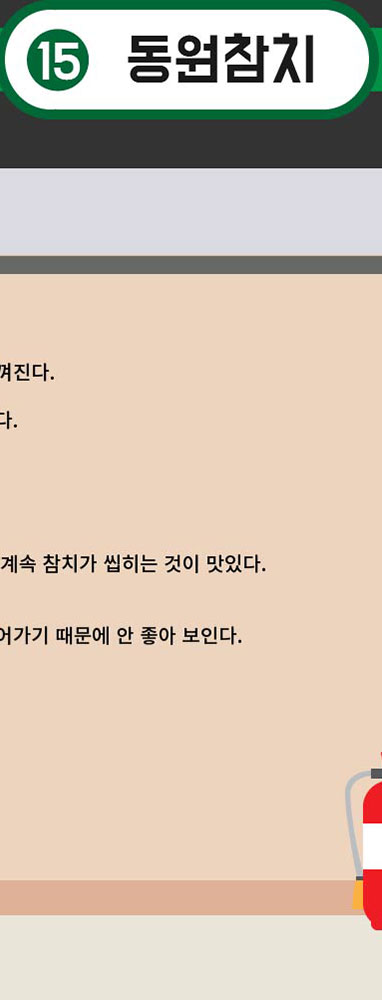 15 동원참치
껴진다.
다.
계속 참치가 씹히는 것이 맛있다.
어가기 때문에 안 좋아 보인다.